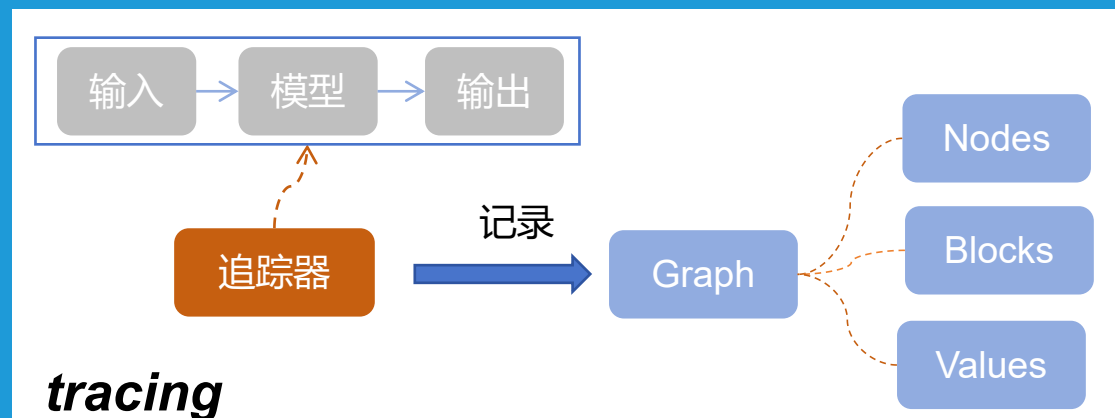 输入
模型
输出
追踪器
记录
Graph
Nodes
Blocks
Values
tracing